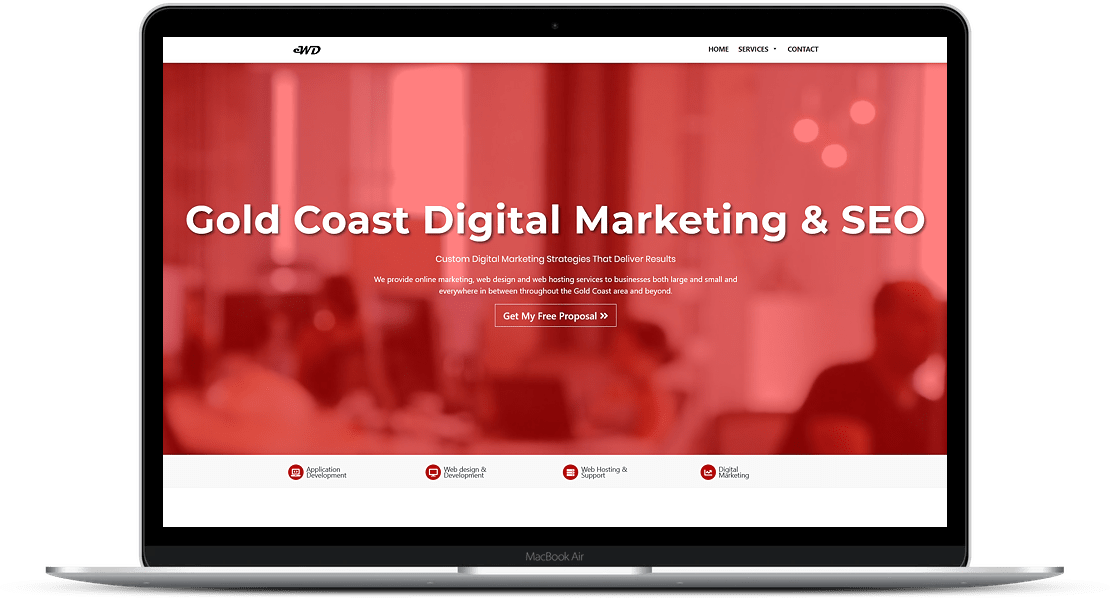 eWD
HOME SERVICES CONTACT
Gold Coast Digital Marketing & SEO
Custom Digital Marketing Strategies That Deliver Results
We provide online marketing, web design and web hosting services to businesses both large and small and
everywhere in between throughout the Gold Coast area and beyond.
Get My Free Proposal »
Application
Development
Web design &
Development
Web Hosting &
Support
Digital
Marketing
MacBook Air